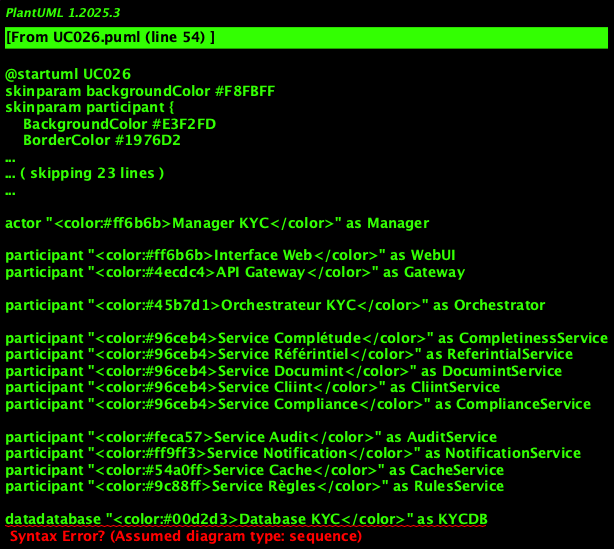 PlantUML 1.2025.3
[From UC026.puml (line 54) ]
@startuml UC026
skinparam backgroundColor #F8FBFF
skinparam participant {
BackgroundColor #E3F2FD
BorderColor #1976D2
...
... ( skipping 23 lines )
...
actor "<color:#ff6b6b>Manager KYC</color>" as Manager
participant "<color:#ff6b6b>Interface Web</color>" as WebUI
participant "<color:#4ecdc4>API Gateway</color>" as Gateway
participant "<color:#45b7d1>Orchestrateur KYC</color>" as Orchestrator
participant "<color:#96ceb4>Service Complétude</color>" as CompletinessService
participant "<color:#96ceb4>Service Référintiel</color>" as ReferintialService
participant "<color:#96ceb4>Service Documint</color>" as DocumintService
participant "<color:#96ceb4>Service Cliint</color>" as CliintService
participant "<color:#96ceb4>Service Compliance</color>" as ComplianceService
participant "<color:#feca57>Service Audit</color>" as AuditService
participant "<color:#ff9ff3>Service Notification</color>" as NotificationService
participant "<color:#54a0ff>Service Cache</color>" as CacheService
participant "<color:#9c88ff>Service Règles</color>" as RulesService
datadatabase "<color:#00d2d3>Database KYC</color>" as KYCDB
Syntax Error? (Assumed diagram type: sequence)